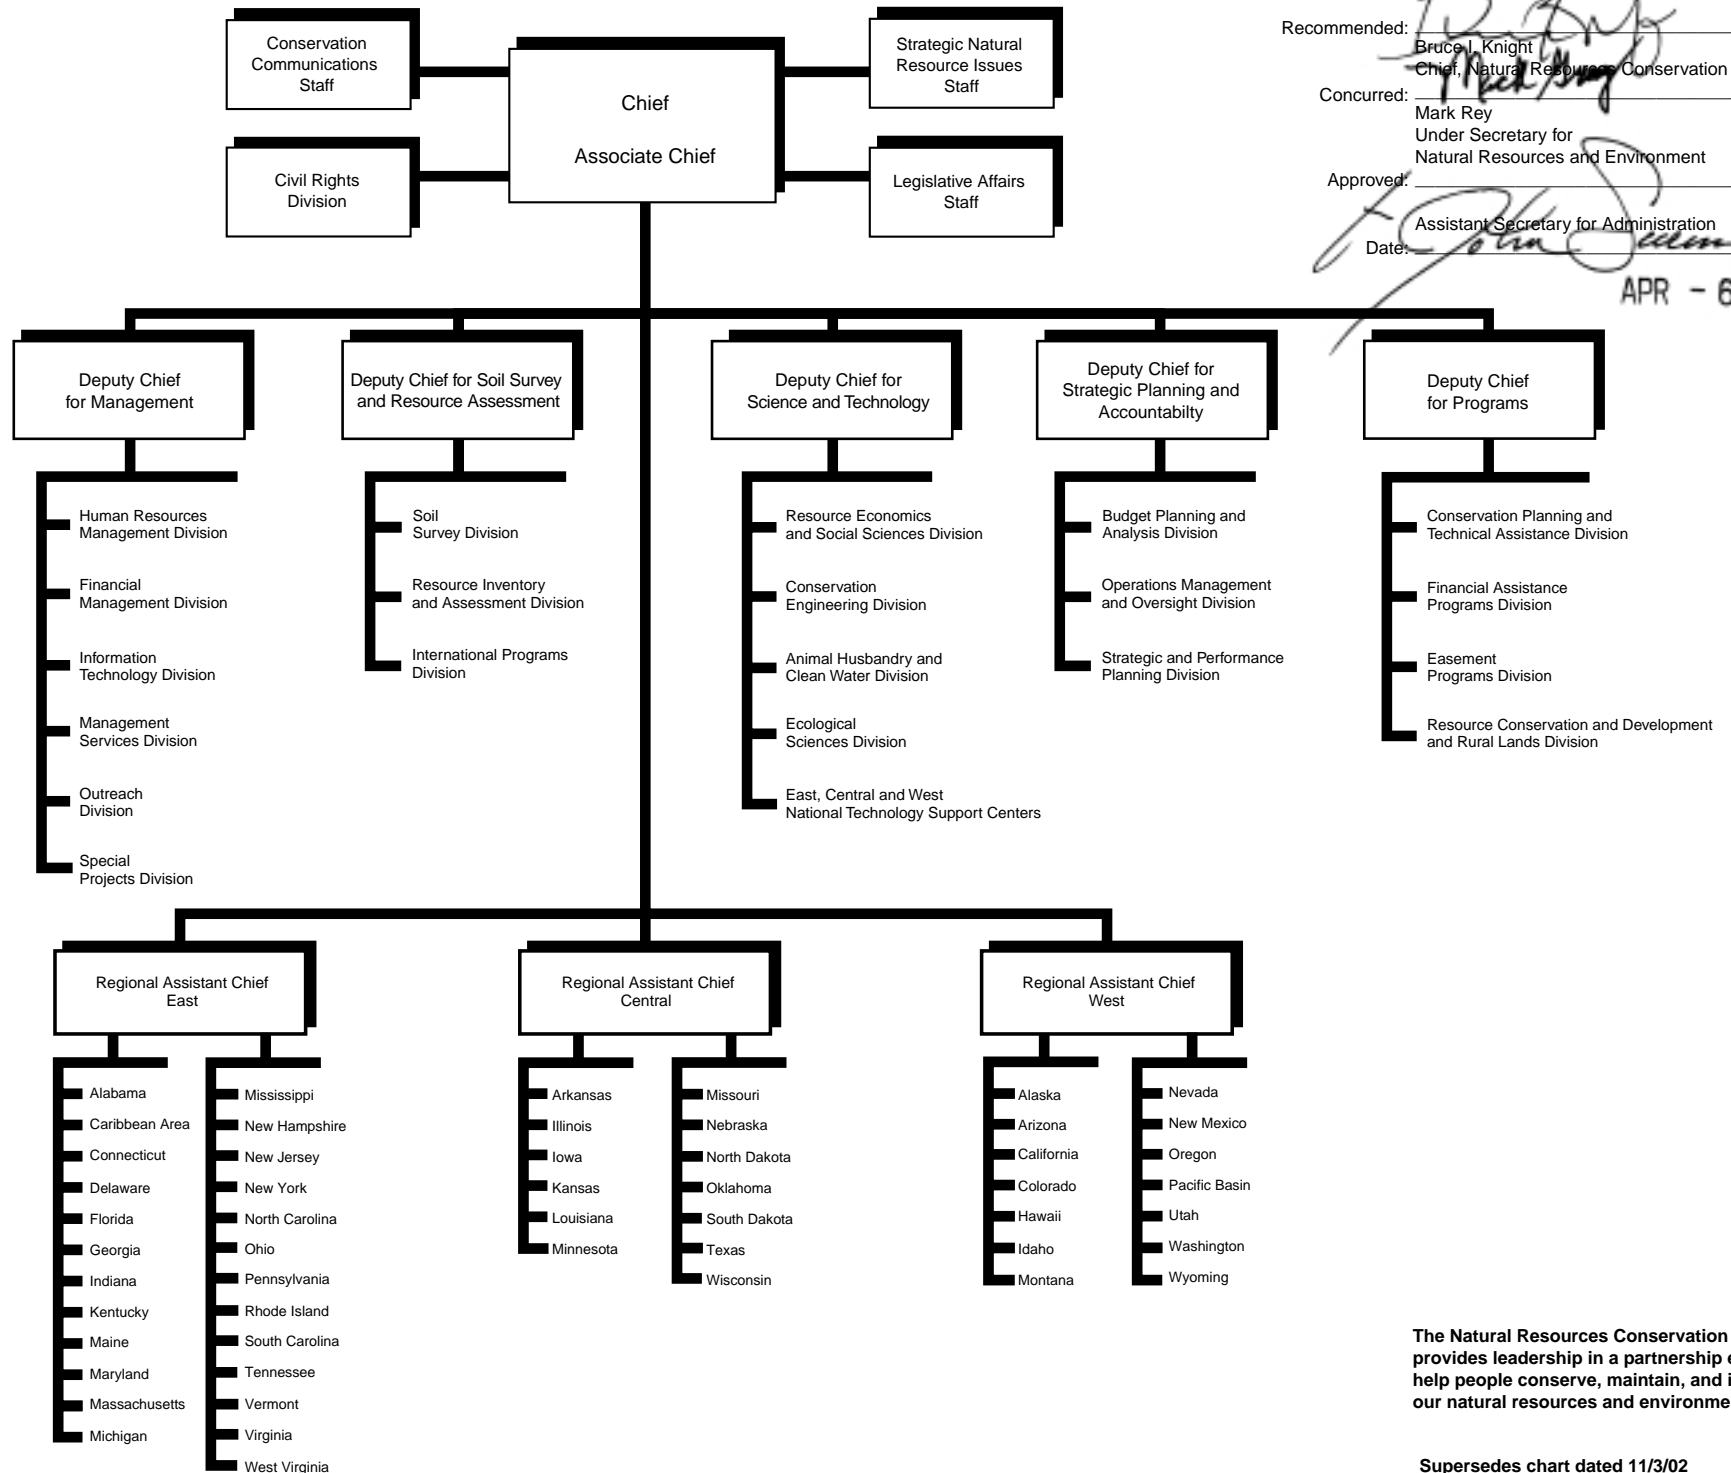 Conservation
Communications
Staff
Strategic Natural
Resource Issues
Staff
Chief
Associate Chief
Civil Rights
Division
Legislative Affairs
Staff
Recommended:
Bruce I. Knight
Chief, Natural Resources Conservation
Concurred:
Mark Rey
Under Secretary for
Natural Resources and Environment
Approved:
Assistant Secretary for Administration
Date:
APR - 6
Deputy Chief
for Management
Human Resources
Management Division
Financial
Management Division
Information
Technology Division
Management
Services Division
Outreach
Division
Special
Projects Division
Deputy Chief for Soil Survey
and Resource Assessment
Soil
Survey Division
Resource Inventory
and Assessment Division
International Programs
Division
Deputy Chief for
Science and Technology
Resource Economics
and Social Sciences Division
Conservation
Engineering Division
Animal Husbandry and
Clean Water Division
Ecological
Sciences Division
East, Central and West
National Technology Support Centers
Deputy Chief for
Strategic Planning and
Accountabilty
Budget Planning and
Analysis Division
Operations Management
and Oversight Division
Strategic and Performance
Planning Division
Deputy Chief
for Programs
Conservation Planning and
Technical Assistance Division
Financial Assistance
Programs Division
Easement
Programs Division
Resource Conservation and Development
and Rural Lands Division
Regional Assistant Chief
East
Alabama
Caribbean Area
Connecticut
Delaware
Florida
Georgia
Indiana
Kentucky
Maine
Maryland
Massachusetts
Michigan
Mississippi
New Hampshire
New Jersey
New York
North Carolina
Ohio
Pennsylvania
Rhode Island
South Carolina
Tennessee
Vermont
Virginia
West Virginia
Regional Assistant Chief
Central
Arkansas
Illinois
Iowa
Kansas
Louisiana
Minnesota
Missouri
Nebraska
North Dakota
Oklahoma
South Dakota
Texas
Wisconsin
Regional Assistant Chief
West
Alaska
Arizona
California
Colorado
Hawaii
Idaho
Montana
Nevada
New Mexico
Oregon
Pacific Basin
Utah
Washington
Wyoming
The Natural Resources Conservation
provides leadership in a partnership
help people conserve, maintain, and
our natural resources and
Supersedes chart dated 11/3/02